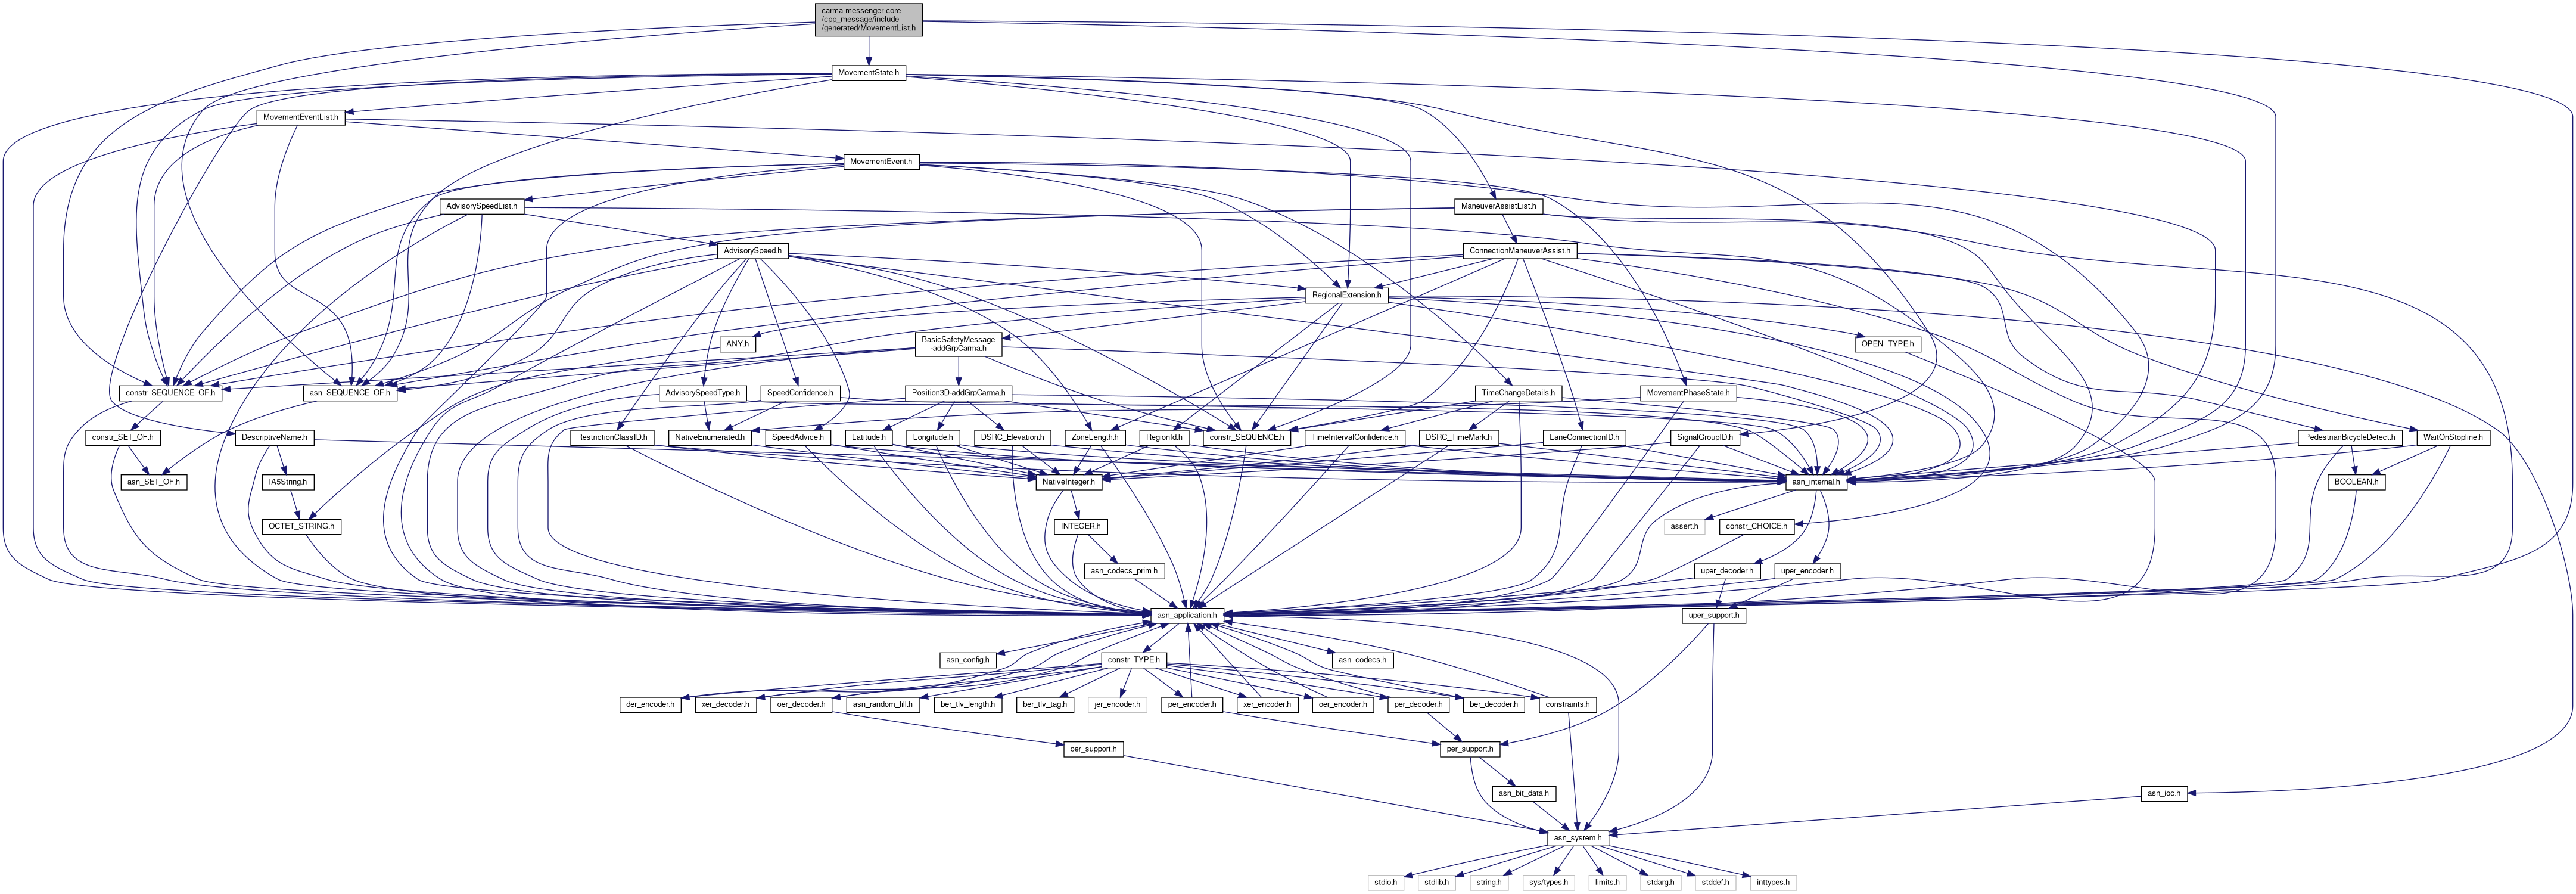 carma-messenger-core
/cpp_message/include
/generated/MovementList.h
MovementState.h
MovementEventList.h
MovementEvent.h
AdvisorySpeedList.h
ManeuverAssistList.h
AdvisorySpeed.h
ConnectionManeuverAssist.h
RegionalExtension.h
ANY.h
BasicSafetyMessage
-addGrpCarma.h
OPEN_TYPE.h
constr_SEQUENCE_OF.h
asn_SEQUENCE_OF.h
AdvisorySpeedType.h
SpeedConfidence.h
Position3D-addGrpCarma.h
TimeChangeDetails.h
MovementPhaseState.h
constr_SET_OF.h
DescriptiveName.h
RestrictionClassID.h
NativeEnumerated.h
SpeedAdvice.h
Latitude.h
Longitude.h
DSRC_Elevation.h
ZoneLength.h
RegionId.h
constr_SEQUENCE.h
TimeIntervalConfidence.h
DSRC_TimeMark.h
LaneConnectionID.h
SignalGroupID.h
PedestrianBicycleDetect.h
WaitOnStopline.h
asn_SET_OF.h
IA5String.h
NativeInteger.h
asn_internal.h
BOOLEAN.h
OCTET_STRING.h
INTEGER.h
assert.h
constr_CHOICE.h
asn_codecs_prim.h
uper_decoder.h
uper_encoder.h
asn_application.h
uper_support.h
asn_config.h
constr_TYPE.h
asn_codecs.h
der_encoder.h
xer_decoder.h
oer_decoder.h
asn_random_fill.h
ber_tlv_length.h
ber_tlv_tag.h
jer_encoder.h
per_encoder.h
xer_encoder.h
oer_encoder.h
per_decoder.h
ber_decoder.h
constraints.h
oer_support.h
per_support.h
asn_bit_data.h
asn_ioc.h
asn_system.h
stdio.h
stdlib.h
string.h
sys/types.h
limits.h
stdarg.h
stddef.h
inttypes.h